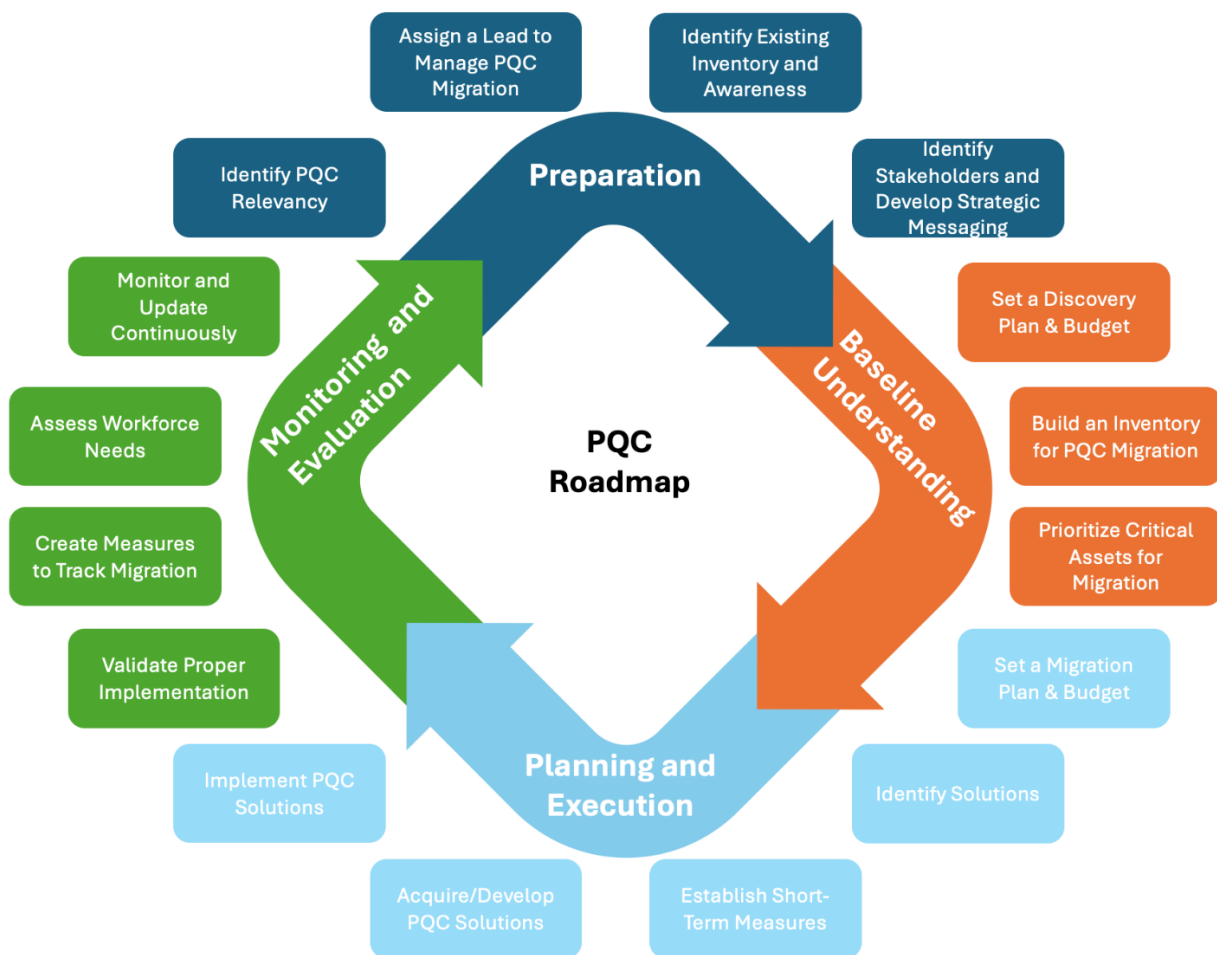 Assign a Lead to
Manage PQC
Migration
Identify Existing
Inventory and
Awareness
Identify PQC
Relevancy
Preparation
Identify
Stakeholders and
Develop Strategic
Messaging
Monitor and
Update
Continuously
Set a Discovery
Plan & Budget
Monitoring and
Evaluation
Baseline
Understanding
Assess Workforce
Needs
PQC
Roadmap
Build an Inventory
for PQC Migration
Create Measures
to Track Migration
Prioritize Critical
Assets for
Migration
Validate Proper
Implementation
Set a Migration
Plan & Budget
Implement PQC
Solutions
Planning and
Execution
Identify Solutions
Acquire/Develop
PQC Solutions
Establish Short-
Term Measures